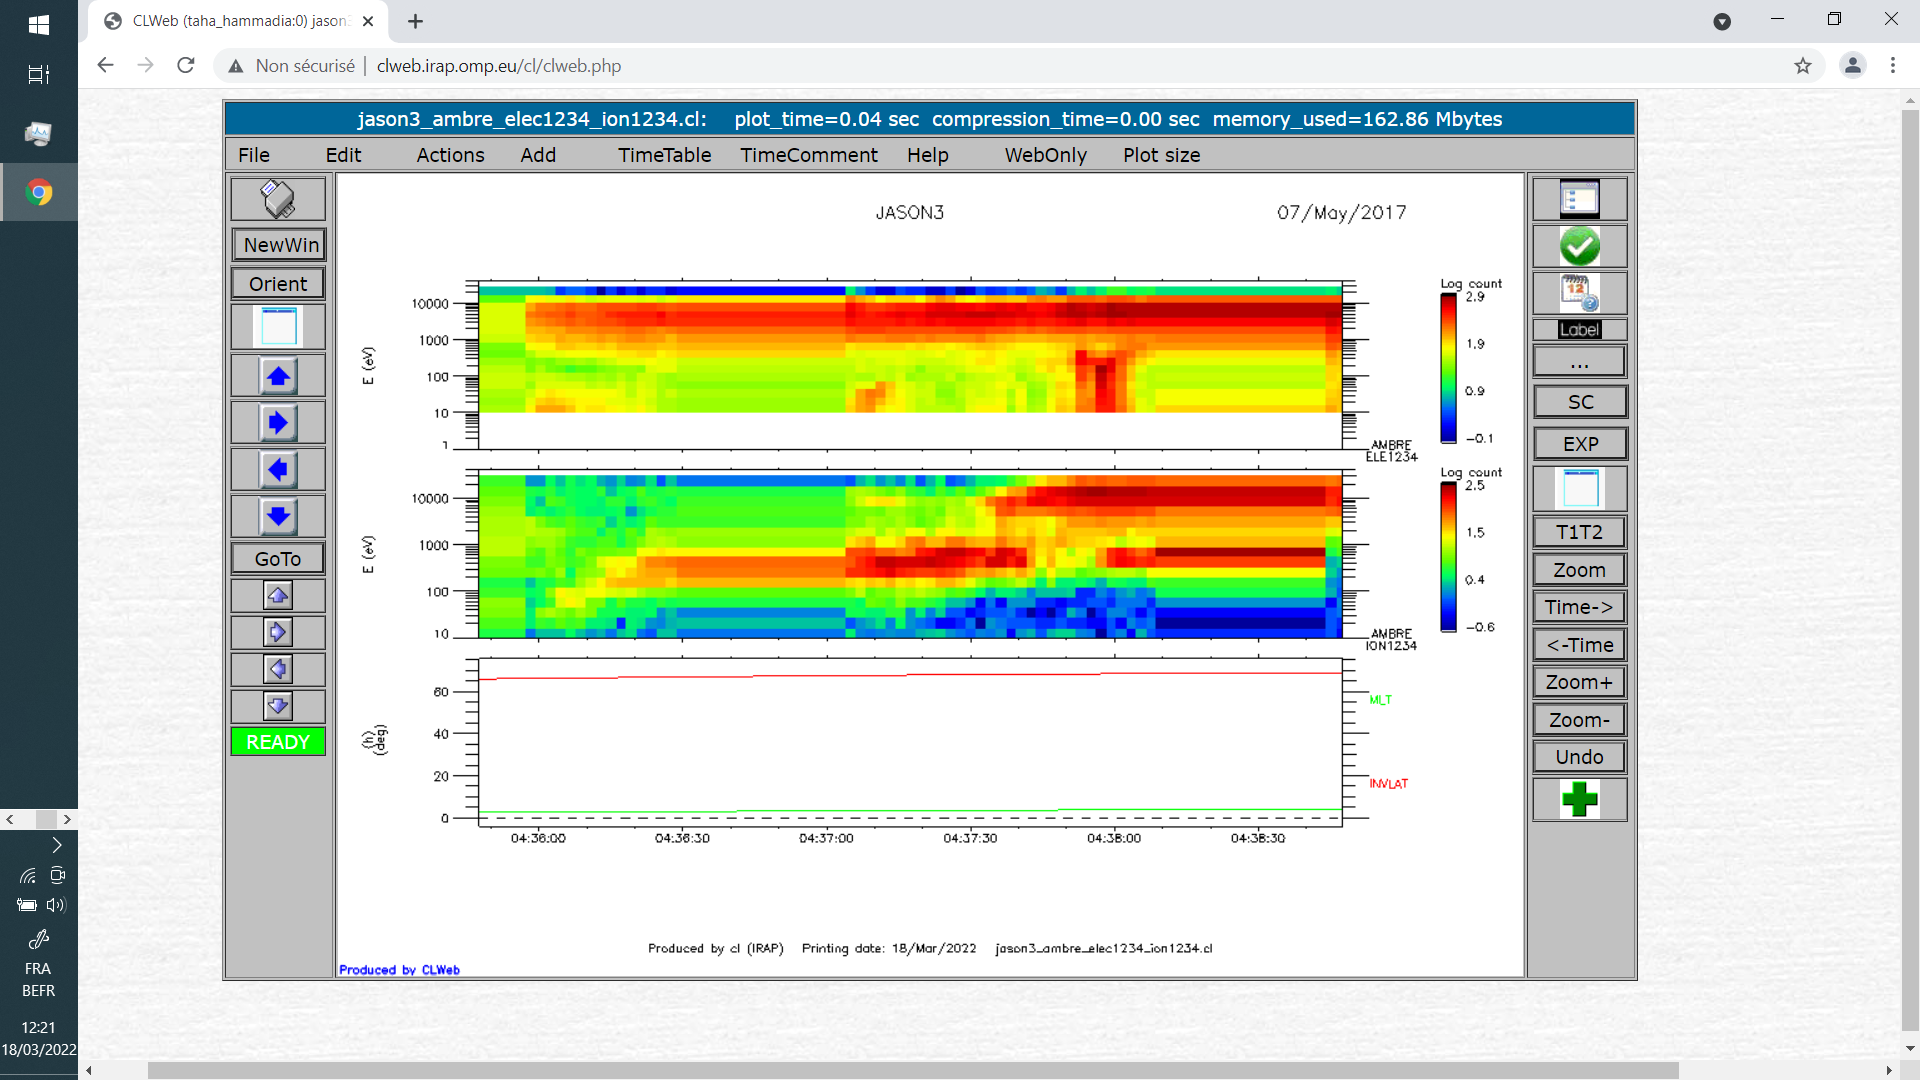 CLWeb (taha_hammadia:0) jason3
Non sécurisé | clweb.irap.omp.eu/cl/clweb.php
jason3_ambre_elec1234_ion1234.cl: plot_time=0.04 sec compression_time=0.00 sec memory_used=162.86 Mbytes
File Edit Actions Add TimeTable TimeComment Help WebOnly Plot size
NewWin
Orient
GoTo
READY
JASON3 07/May/2017
10000
1000
100
10
1
E (eV)
Log count
2.9
1.9
0.9
-0.1
AMBRE
ELE1234
10000
1000
100
10
E (eV)
Log count
2.5
1.5
0.4
-0.6
AMBRE
ION1234
60
40
20
0
(h)
(deg)
MLT
INVLAT
04:36:00 04:36:30 04:37:00 04:37:30 04:38:00 04:38:30
Produced by cl (IRAP) Printing date: 18/Mar/2022 jason3_ambre_elec1234_ion1234.cl
Produced by CLWeb
12
Label
...
SC
EXP
T1T2
Zoom
Time->
<-Time
Zoom+
Zoom-
Undo
FRA
BEFR
12:21
18/03/2022